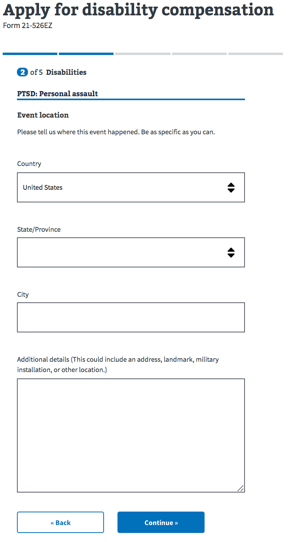 Apply for disability compensation
Form 21-526EZ
2 of 5 Disabilities
PTSD: Personal assault
Event location
Please tell us where this event happened. Be as specific as you can.
Country
United States
State/Province
City
Additional details (This could include an address, landmark, military
installation, or other location.)
« Back
Continue »